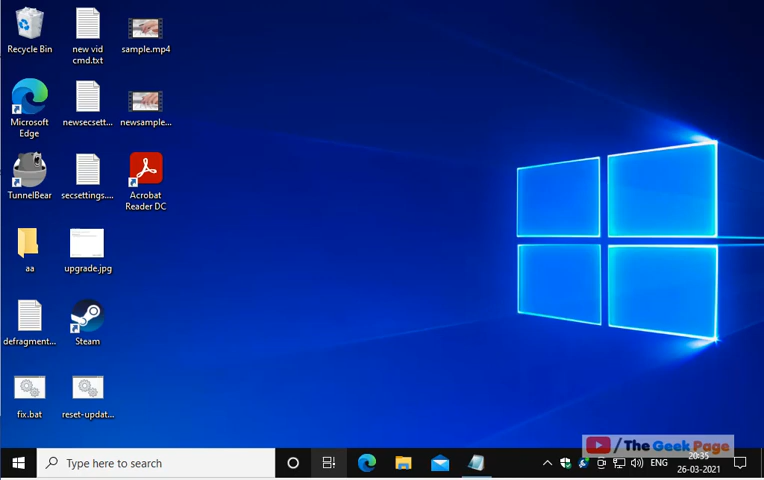 Recycle Bin
new vid
cmd.txt
sample.mp4
Microsoft
Edge
newsecsett...
newsample...
TunnelBear
secsettings....
Acrobat
Reader DC
aa
upgrade.jpg
defragment...
Steam
fix.bat
reset-updat...
/The Geek Page
Type here to search
ENG
20:35
26-03-2021